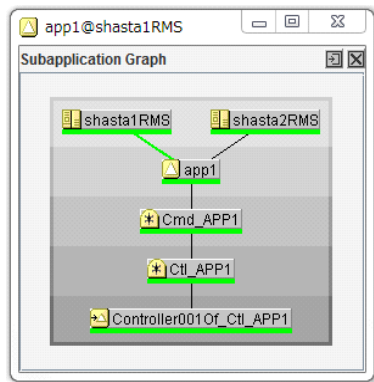 app1@shasta1RMS
Subapplication Graph
shasta1RMS shasta2RMS
app1
Cmd_APP1
Ctl_APP1
Controller001Of_Ctl_APP1